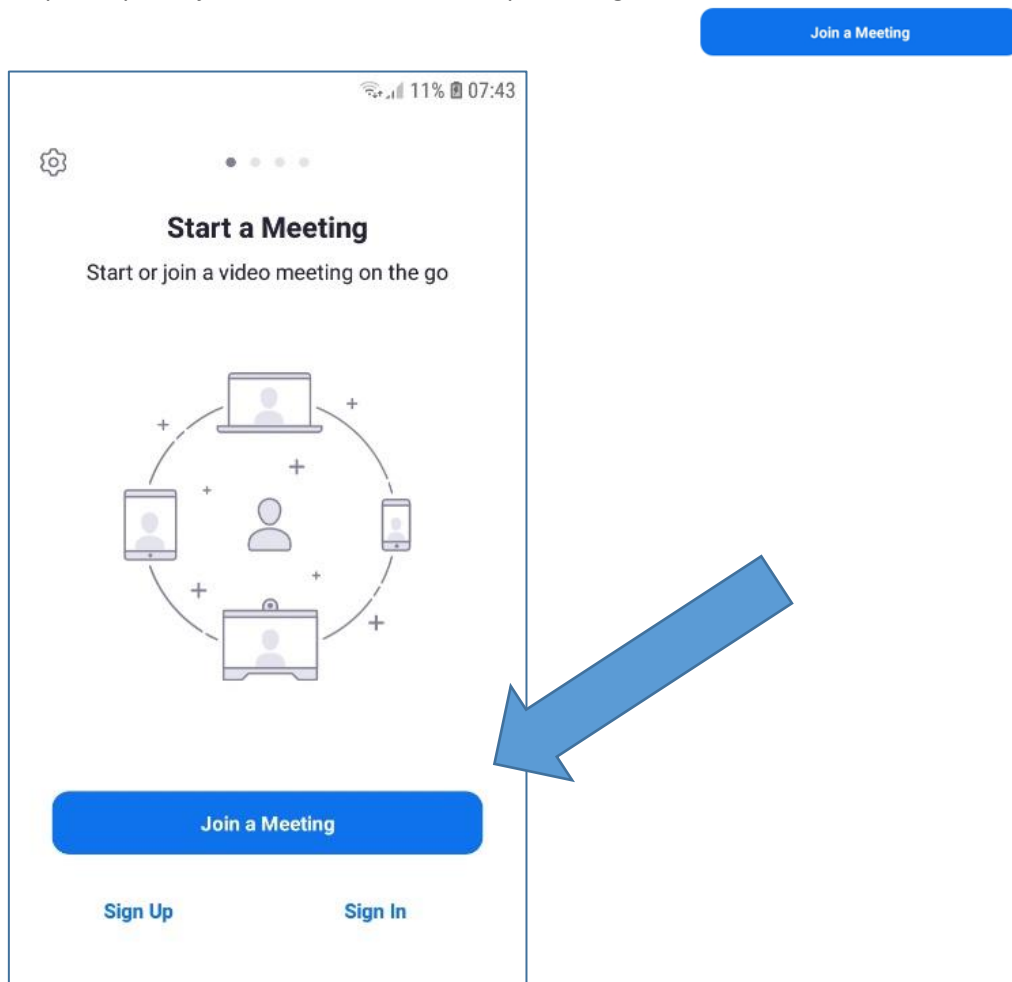 Join a Meeting
11% 07:43
Start a Meeting
Start or join a video meeting on the go
Join a Meeting
Sign Up Sign In